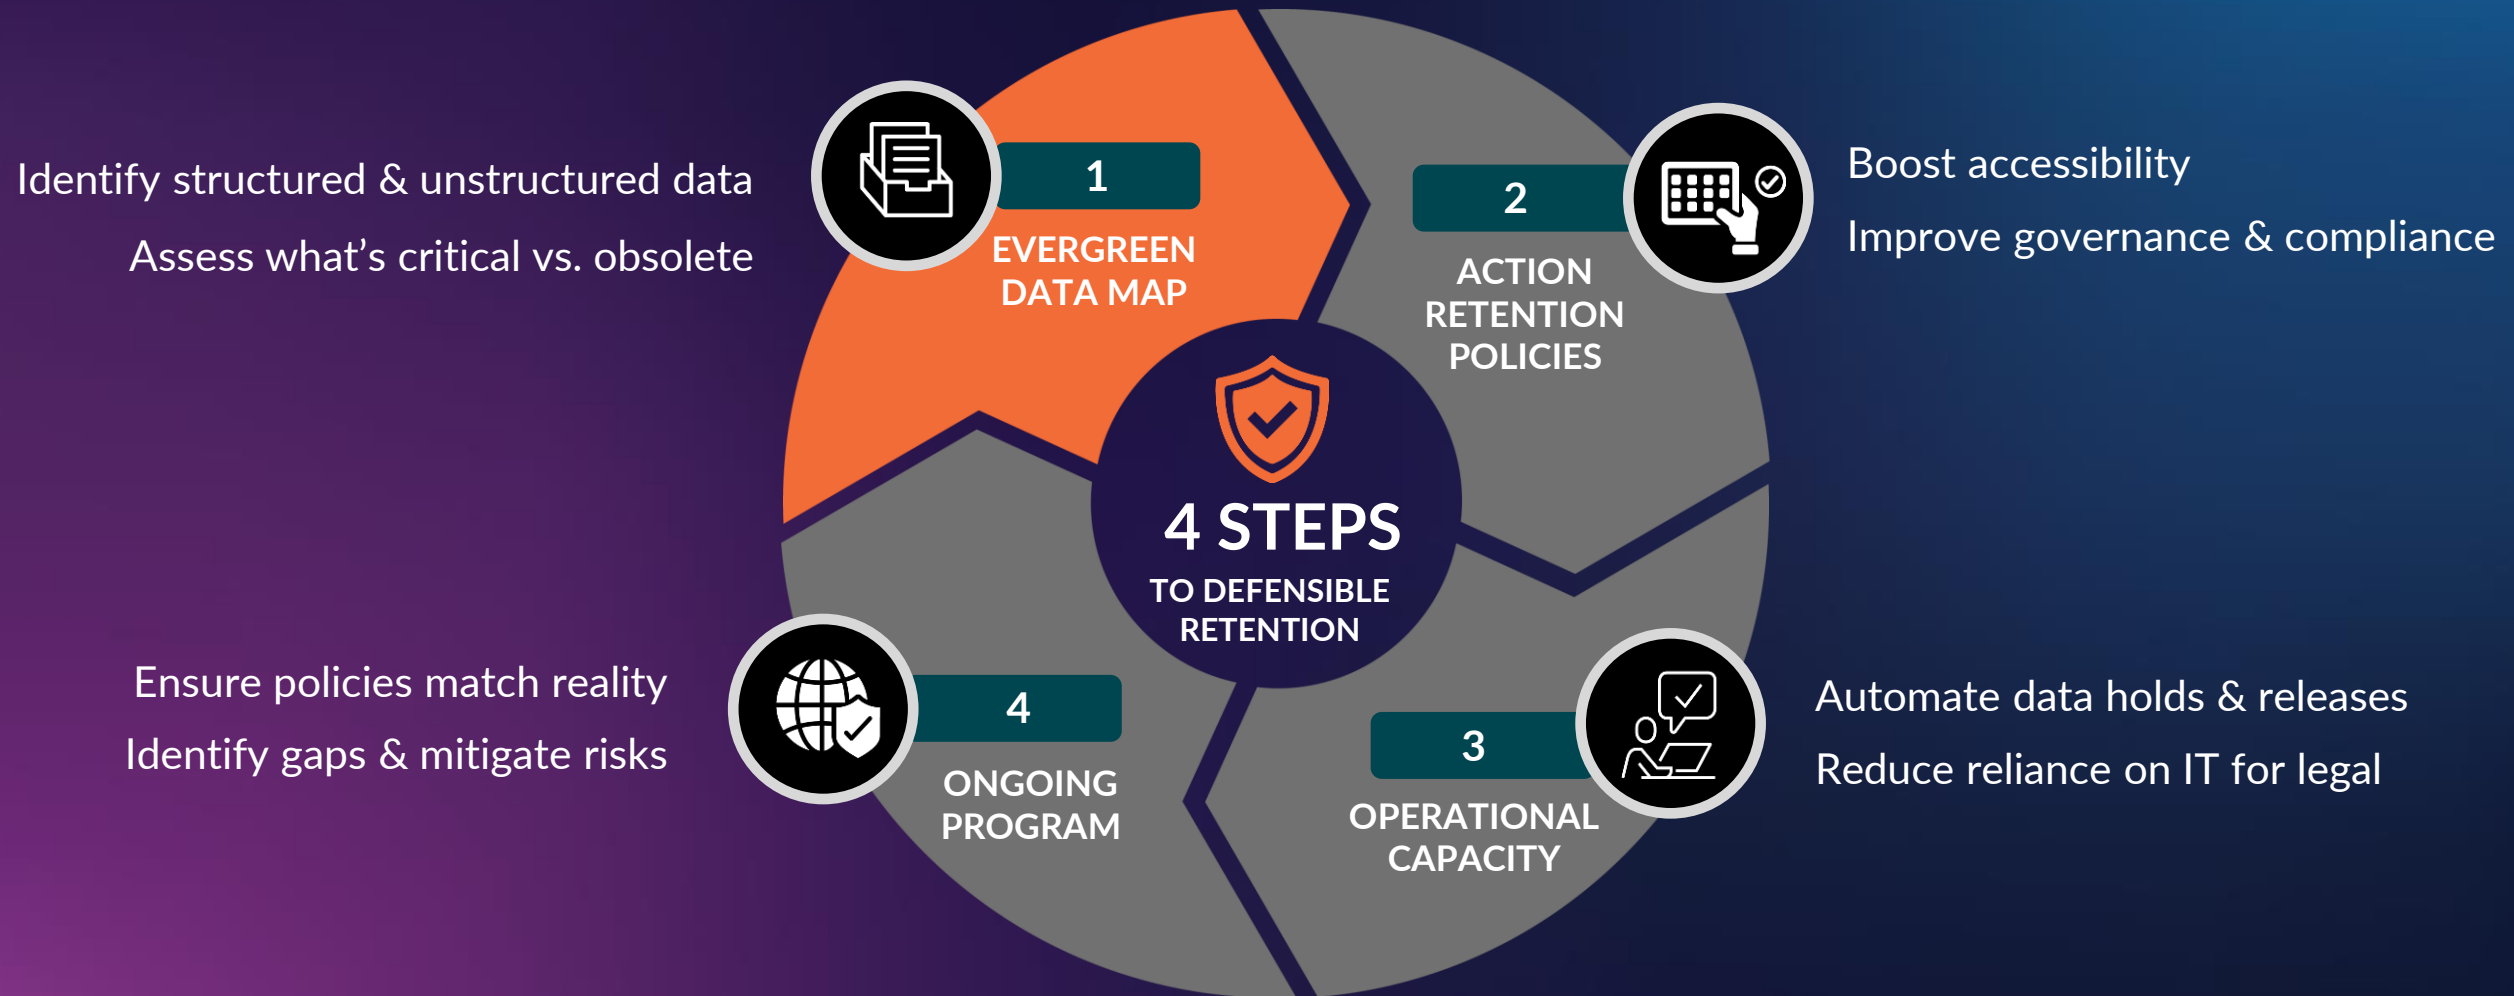 4 STEPS
TO DEFENSIBLE
RETENTION
1
EVERGREEN
DATA MAP
Identify structured & unstructured data
Assess what’s critical vs. obsolete
2
ACTION
RETENTION
POLICIES
Boost accessibility
Improve governance & compliance
3
OPERATIONAL
CAPACITY
Automate data holds & releases
Reduce reliance on IT for legal
4
ONGOING
PROGRAM
Ensure policies match reality
Identify gaps & mitigate risks